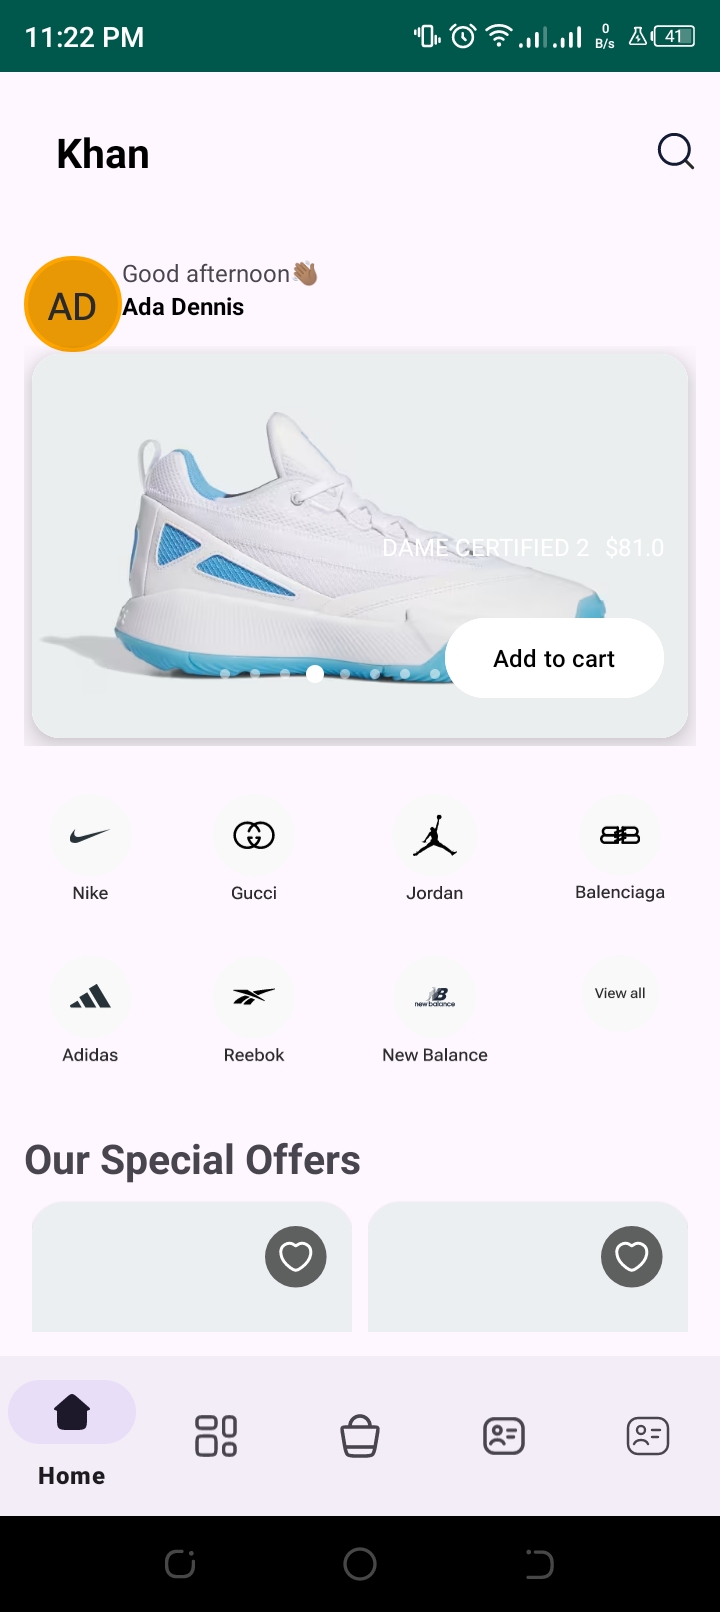 11:22 PM 0 B/s 41
Khan
AD
Good afternoon👋🏽
Ada Dennis
DAME CERTIFIED 2 $81.0
Add to cart
Nike Gucci Jordan Balenciaga
new balance
View all
Adidas Reebok New Balance
Our Special Offers
Home